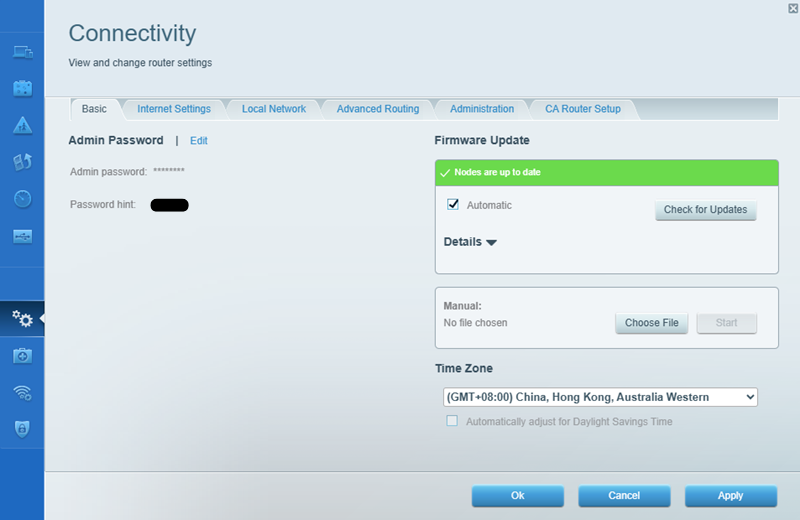 Connectivity
View and change router settings
Basic
Internet Settings
Local Network
Advanced Routing
Administration
CA Router Setup
Admin Password | Edit
Admin password: ********
Password hint:
Firmware Update
Nodes are up to date
Automatic
Check for Updates
Details
Manual:
No file chosen
Choose File
Start
Time Zone
(GMT+08:00) China, Hong Kong, Australia Western
Automatically adjust for Daylight Savings Time
Ok
Cancel
Apply